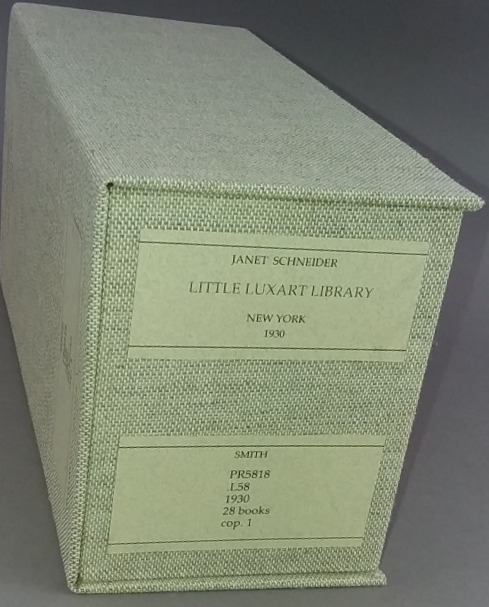 JANET SCHNEIDER
LITTLE LUXART LIBRARY
NEW YORK
1930
SMITH
PR5818
.L58
1930
28 books
cop. 1